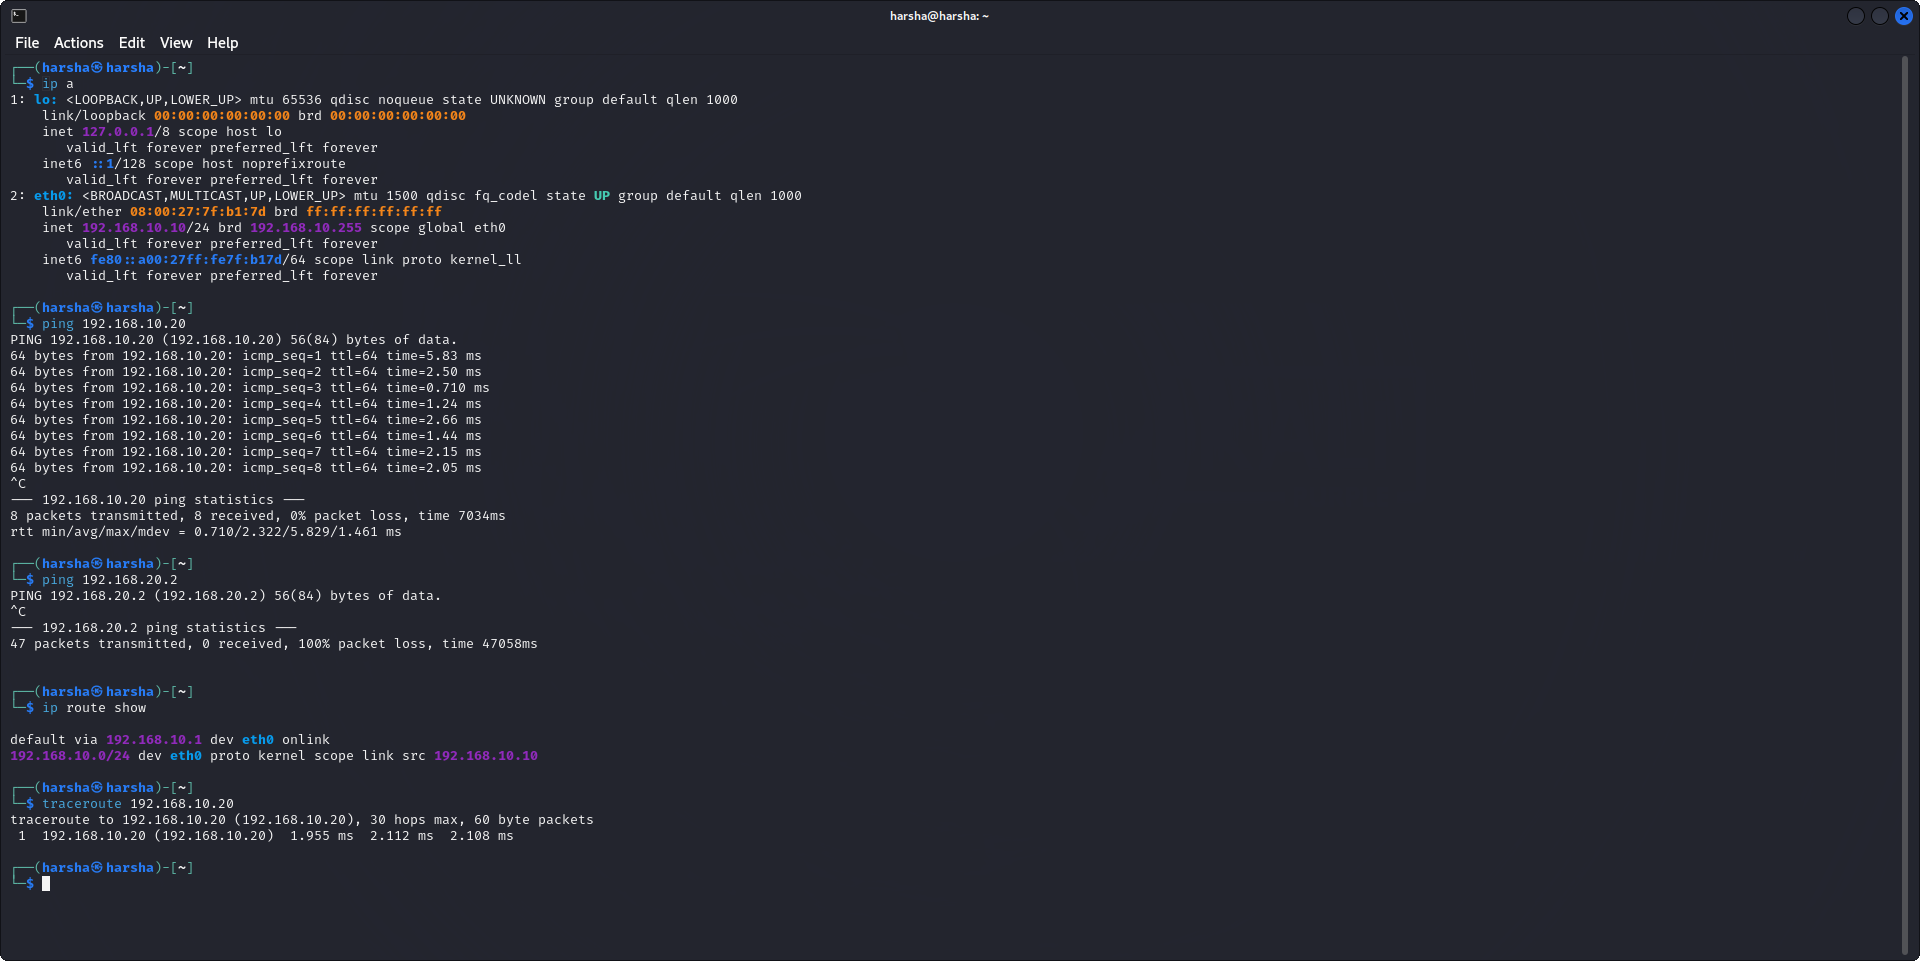 harsha@harsha: ~
File Actions Edit View Help
┌──(harsha㉿harsha)-[~]
└─$ ip a
1: lo: <LOOPBACK,UP,LOWER_UP> mtu 65536 qdisc noqueue state UNKNOWN group default qlen 1000
    link/loopback 00:00:00:00:00:00 brd 00:00:00:00:00:00
    inet 127.0.0.1/8 scope host lo
       valid_lft forever preferred_lft forever
    inet6 ::1/128 scope host noprefixroute
       valid_lft forever preferred_lft forever
2: eth0: <BROADCAST,MULTICAST,UP,LOWER_UP> mtu 1500 qdisc fq_codel state UP group default qlen 1000
    link/ether 08:00:27:7f:b1:7d brd ff:ff:ff:ff:ff:ff
    inet 192.168.10.10/24 brd 192.168.10.255 scope global eth0
       valid_lft forever preferred_lft forever
    inet6 fe80::a00:27ff:fe7f:b17d/64 scope link proto kernel_ll
       valid_lft forever preferred_lft forever
┌──(harsha㉿harsha)-[~]
└─$ ping 192.168.10.20
PING 192.168.10.20 (192.168.10.20) 56(84) bytes of data.
64 bytes from 192.168.10.20: icmp_seq=1 ttl=64 time=5.83 ms
64 bytes from 192.168.10.20: icmp_seq=2 ttl=64 time=2.50 ms
64 bytes from 192.168.10.20: icmp_seq=3 ttl=64 time=0.710 ms
64 bytes from 192.168.10.20: icmp_seq=4 ttl=64 time=1.24 ms
64 bytes from 192.168.10.20: icmp_seq=5 ttl=64 time=2.66 ms
64 bytes from 192.168.10.20: icmp_seq=6 ttl=64 time=1.44 ms
64 bytes from 192.168.10.20: icmp_seq=7 ttl=64 time=2.15 ms
64 bytes from 192.168.10.20: icmp_seq=8 ttl=64 time=2.05 ms
^C
--- 192.168.10.20 ping statistics ---
8 packets transmitted, 8 received, 0% packet loss, time 7034ms
rtt min/avg/max/mdev = 0.710/2.322/5.829/1.461 ms
┌──(harsha㉿harsha)-[~]
└─$ ping 192.168.20.2
PING 192.168.20.2 (192.168.20.2) 56(84) bytes of data.
^C
--- 192.168.20.2 ping statistics ---
47 packets transmitted, 0 received, 100% packet loss, time 47058ms
┌──(harsha㉿harsha)-[~]
└─$ ip route show
default via 192.168.10.1 dev eth0 onlink
192.168.10.0/24 dev eth0 proto kernel scope link src 192.168.10.10
┌──(harsha㉿harsha)-[~]
└─$ traceroute 192.168.10.20
traceroute to 192.168.10.20 (192.168.10.20), 30 hops max, 60 byte packets
 1  192.168.10.20 (192.168.10.20)  1.955 ms  2.112 ms  2.108 ms
┌──(harsha㉿harsha)-[~]
└─$